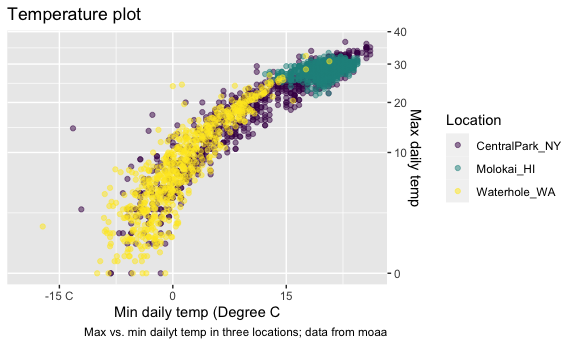 Temperature plot
40
30
20
10
0
Max daily temp
-15 C
0
15
Min daily temp (Degree C
Max vs. min dailyt temp in three locations; data from moaa
Location
CentralPark_NY
Molokai_HI
Waterhole_WA